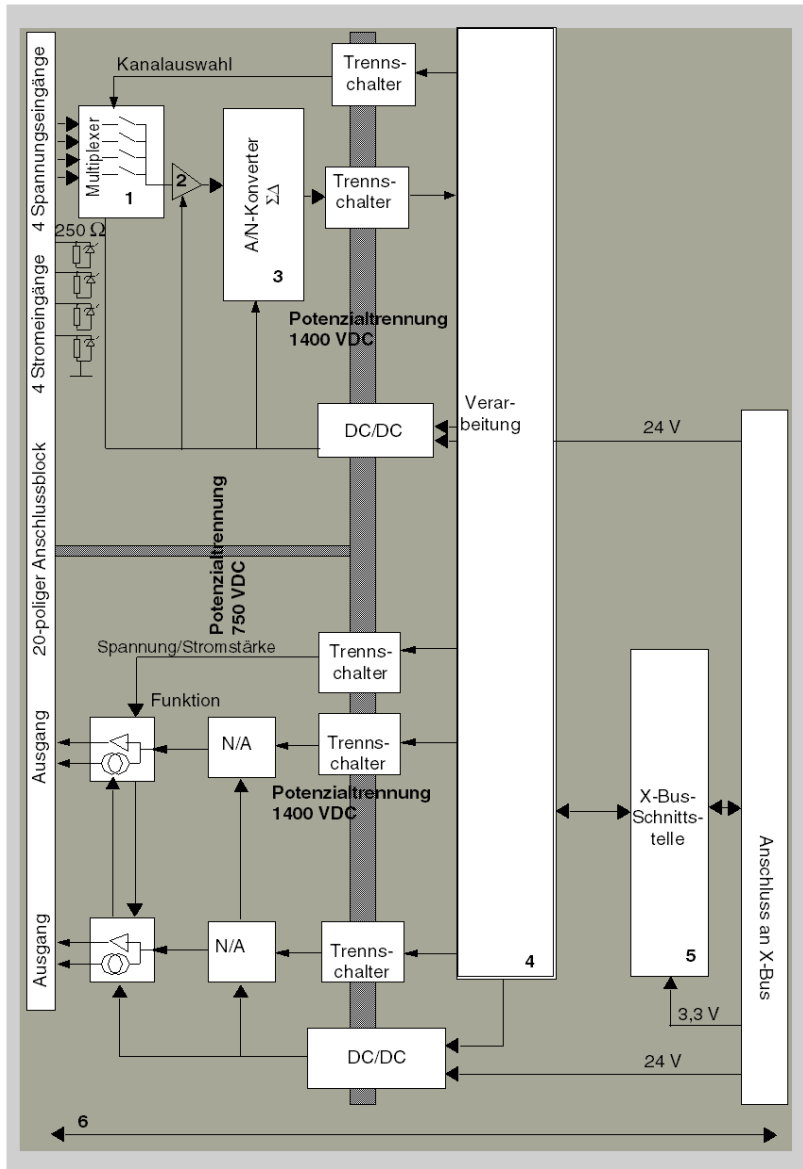 4 Spannungseingänge
Kanalauswahl
Trenns-
chalter
Multiplexer
1
2
A/N-Konverter
ΣΔ
3
Trenns-
chalter
250 Ω
4 Stromeingänge
Potenzialtrennung
1400 VDC
DC/DC
Verar-
beitung
24 V
20-poliger Anschlussblock
Potenzialtrennung
750 VDC
Spannung/Stromstärke
Trenns-
chalter
Funktion
Ausgang
N/A
Trenns-
chalter
Potenzialtrennung
1400 VDC
X-Bus-
Schnitts-
telle
5
Anschluss an X-Bus
Ausgang
N/A
Trenns-
chalter
4
3,3 V
DC/DC
24 V
6